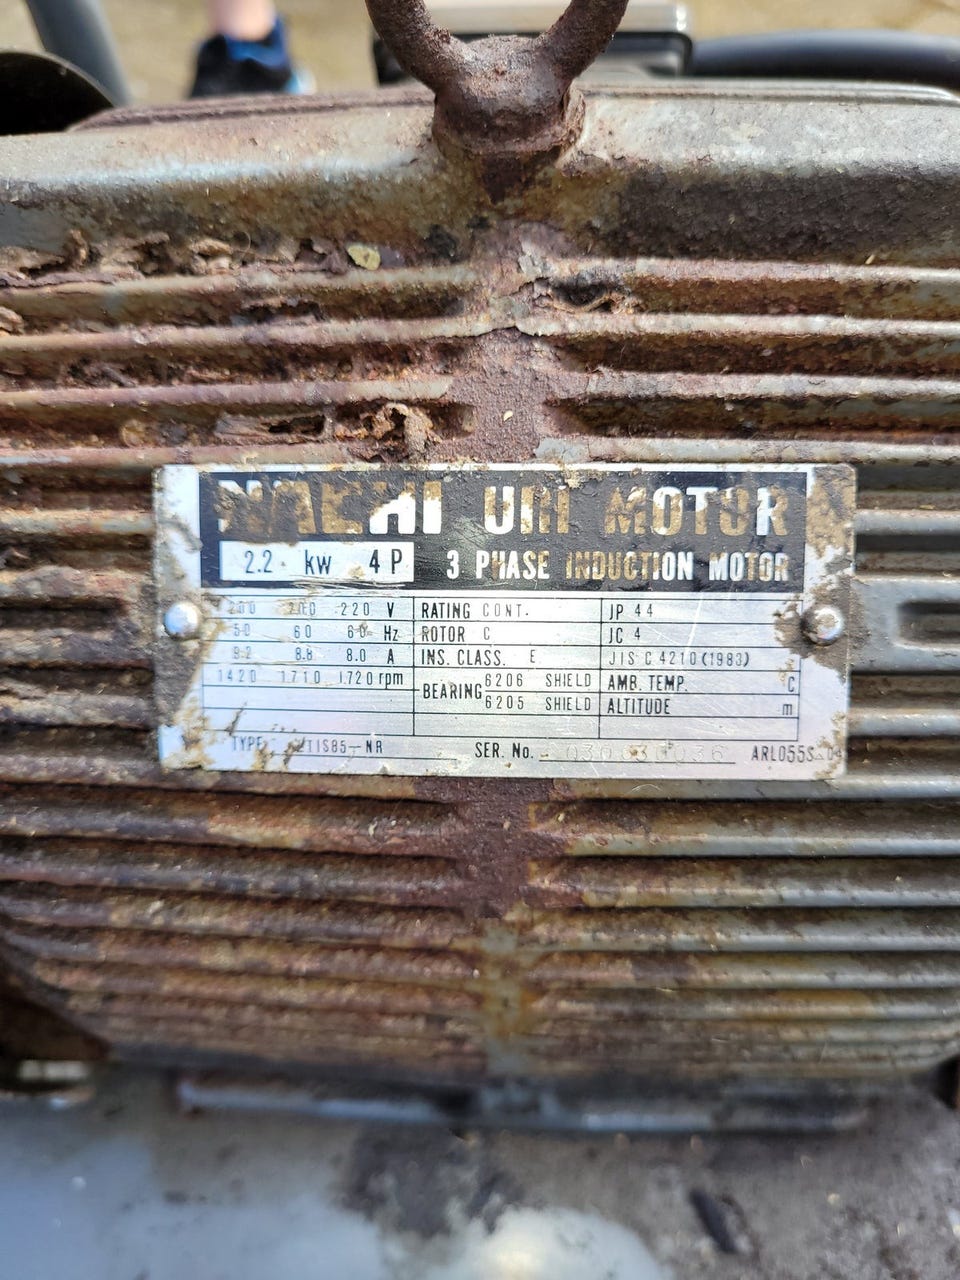 NACHI UNI MOTOR
2.2 kw 4P 3 PHASE INDUCTION MOTOR
200 200 220 V RATING CONT. JP 44
50 60 60 Hz ROTOR C JC 4
9.2 8.8 8.0 A INS. CLASS. E JIS C 4210 (1983)
1420 1710 1720 rpm BEARING 6206 SHIELD AMB. TEMP. °C
6205 SHIELD ALTITUDE m
TYPE SER. No. ARL055S